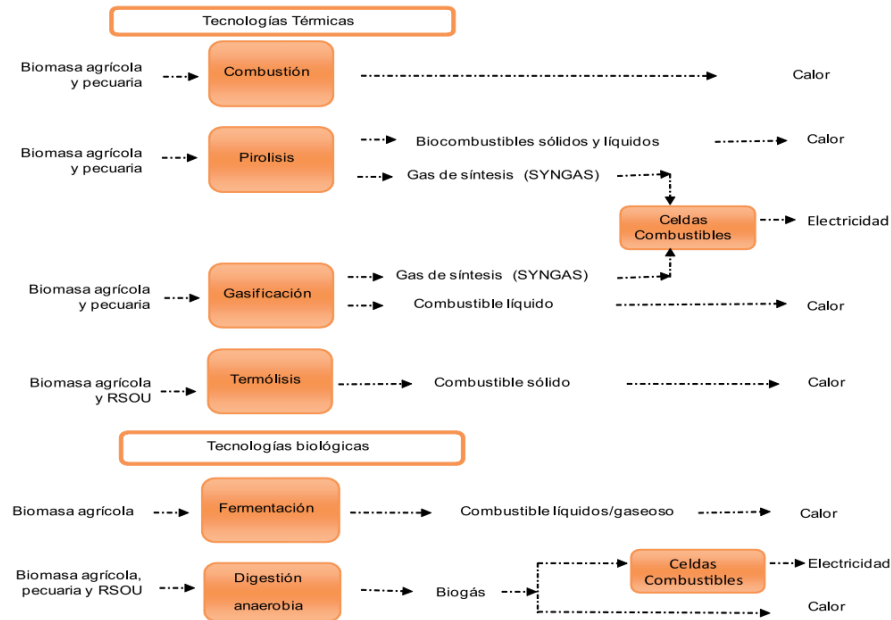 Tecnologías Térmicas
Biomasa agrícola
y pecuaria
Combustión
Calor
Biomasa agrícola
y pecuaria
Pirolisis
Biocombustibles sólidos y líquidos
Calor
Gas de síntesis (SYNGAS)
Celdas
Combustibles
Electricidad
Biomasa agrícola
y pecuaria
Gasificación
Gas de síntesis (SYNGAS)
Combustible líquido
Calor
Biomasa agrícola
y RSOU
Termólisis
Combustible sólido
Calor
Tecnologías biológicas
Biomasa agrícola
Fermentación
Combustible líquidos/gaseoso
Calor
Biomasa agrícola,
pecuaria y RSOU
Digestión
anaerobia
Biogás
Celdas
Combustibles
Electricidad
Calor